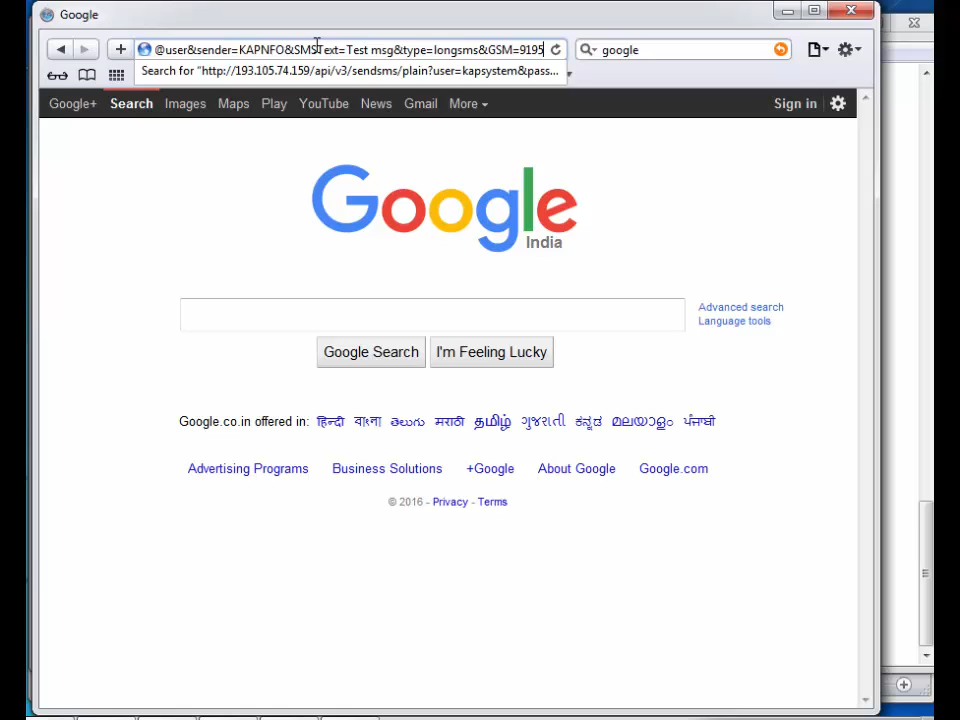 Google
@user&sender=KAPNFO&SMSText=Test msg&type=longsms&GSM=9195
google
Search for "http://193.105.74.159/api/v3/sendsms/plain?user=kapsystem&pass...
Google+ Search Images Maps Play YouTube News Gmail More Sign in
Google
India
Advanced search
Language tools
Google Search I'm Feeling Lucky
Google.co.in offered in: हिन्दी বাংলা తెలుగు मराठी தமிழ் ગુજરાતી ಕನ್ನಡ മലയാളം ਪੰਜਾਬੀ
Advertising Programs Business Solutions +Google About Google Google.com
© 2016 - Privacy - Terms